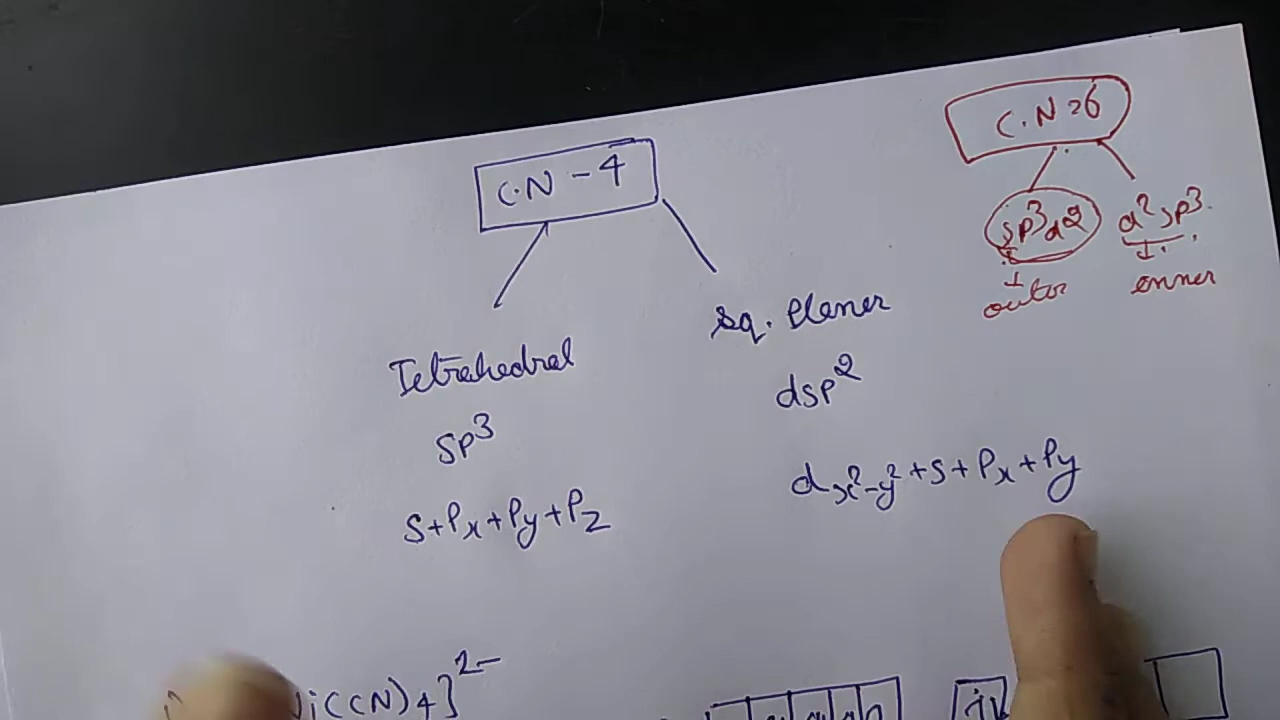 C.N = 6
C.N - 4
sp³d² d²sp³.
outer enner
Tetrahedral sq. Planer
sp³ dsp²
s+Px+Py+Pz dx²-y²+s+Px+Py
i(CN)4]²⁻